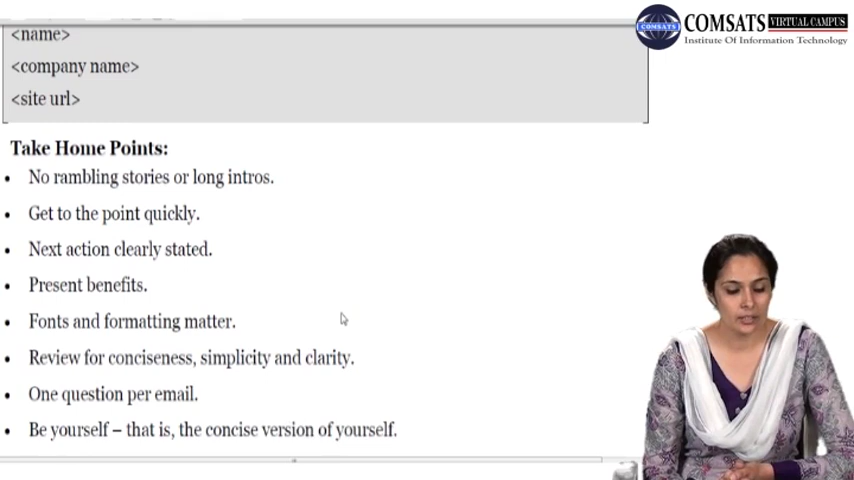 COMSATS VIRTUAL CAMPUS
COMSATS
Institute Of Information Technology
<name>
<company name>
<site url>
Take Home Points:
• No rambling stories or long intros.
• Get to the point quickly.
• Next action clearly stated.
• Present benefits.
• Fonts and formatting matter.
• Review for conciseness, simplicity and clarity.
• One question per email.
• Be yourself – that is, the concise version of yourself.